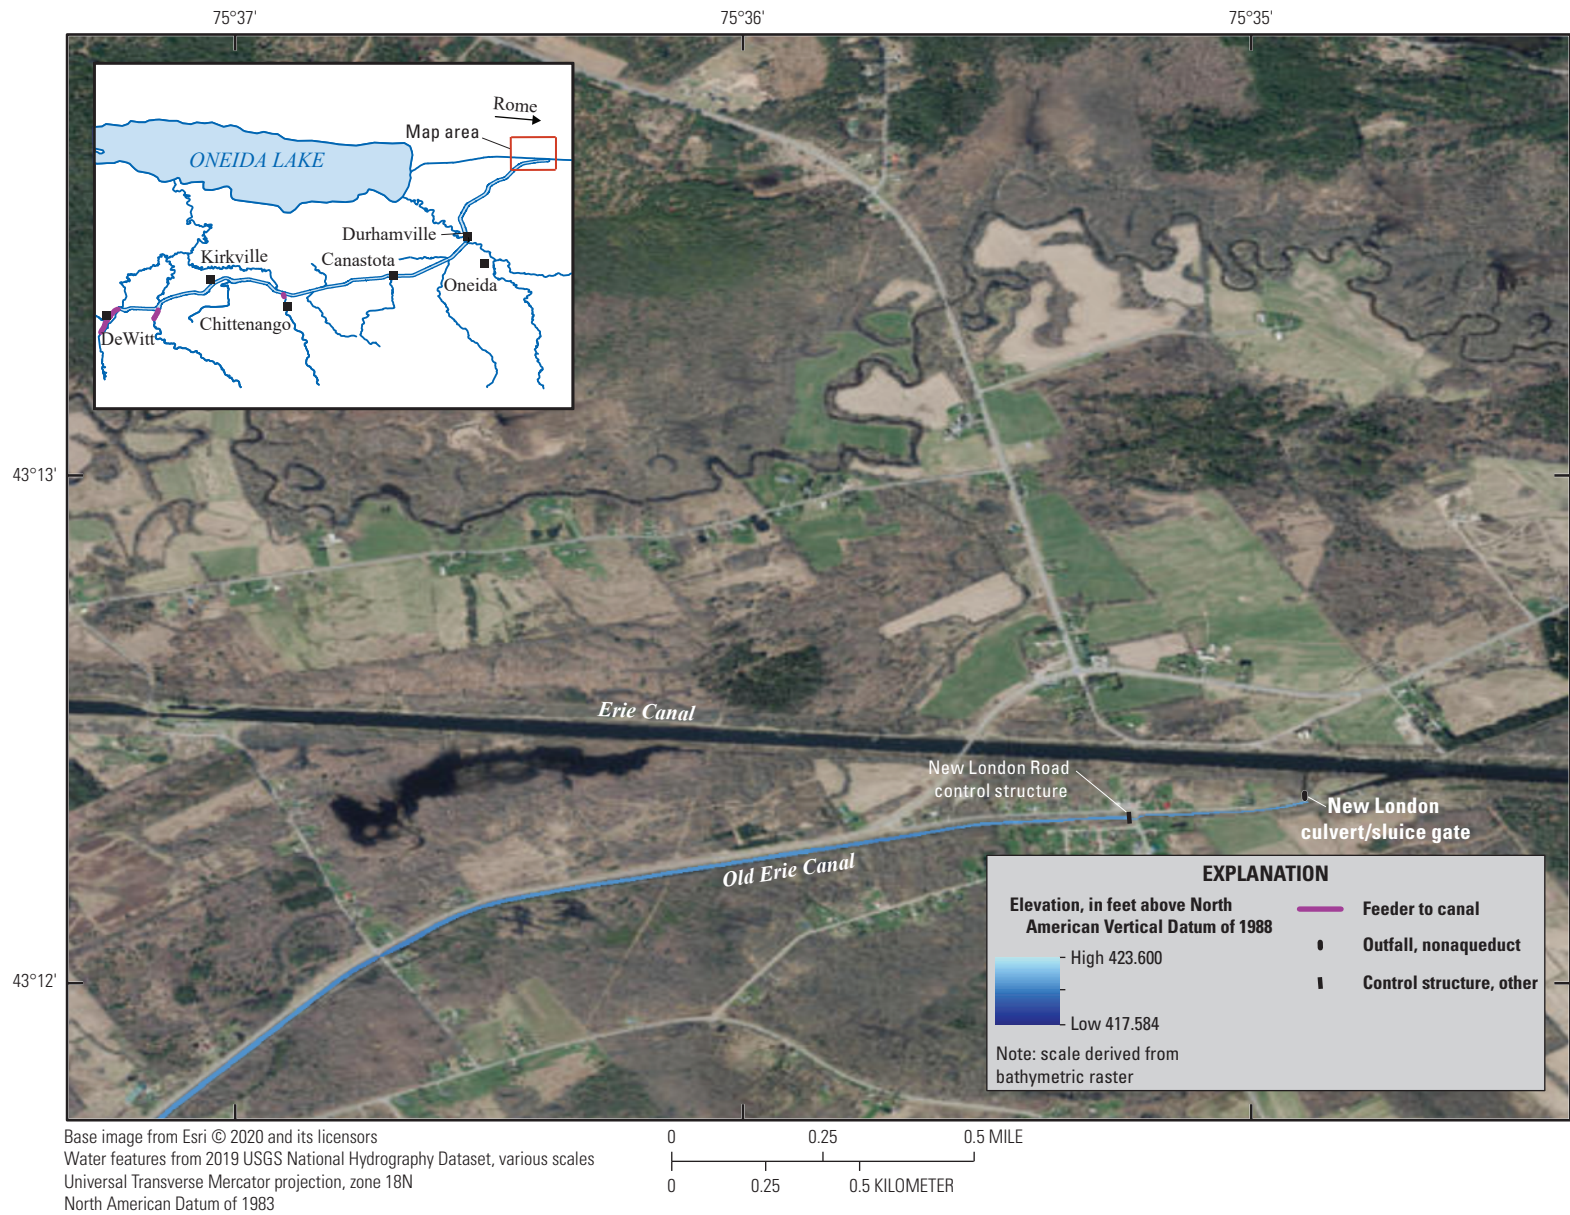 75°37'
75°36'
75°35'
Rome
Map area
ONEIDA LAKE
Durhamville
Kirkville
Canastota
Oneida
Chittenango
DeWitt
43°13'
Erie Canal
New London Road
control structure
New London
culvert/sluice gate
Old Erie Canal
EXPLANATION
Elevation, in feet above North
American Vertical Datum of 1988
High 423.600
Low 417.584
Note: scale derived from
bathymetric raster
Feeder to canal
Outfall, nonaqueduct
Control structure, other
43°12'
Base image from Esri © 2020 and its licensors
Water features from 2019 USGS National Hydrography Dataset, various scales
Universal Transverse Mercator projection, zone 18N
North American Datum of 1983
0 0.25 0.5 MILE
0 0.25 0.5 KILOMETER